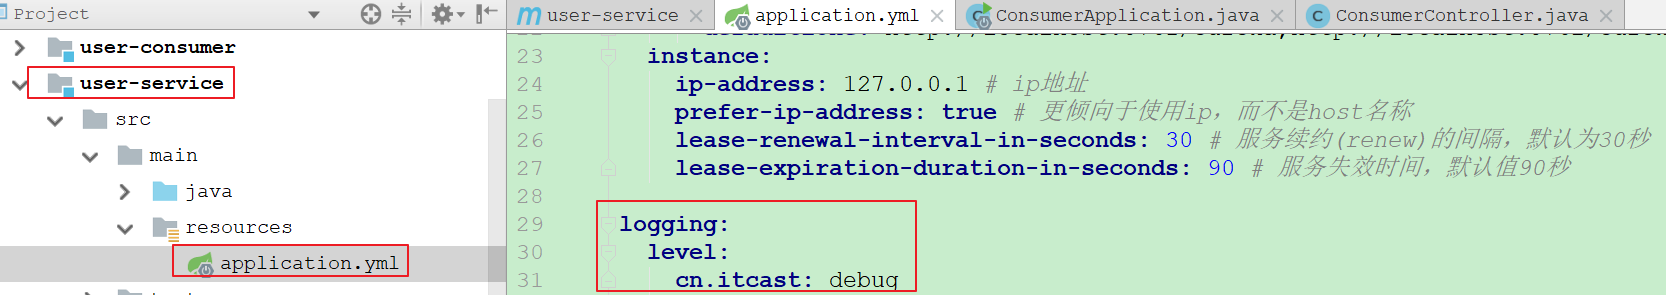 Project
user-consumer
user-service
src
main
java
resources
application.yml
user-service
application.yml
ConsumerApplication.java
ConsumerController.java
23 instance:
24 ip-address: 127.0.0.1 # ip地址
25 prefer-ip-address: true # 更倾向于使用ip，而不是host名称
26 lease-renewal-interval-in-seconds: 30 # 服务续约(renew)的间隔，默认为30秒
27 lease-expiration-duration-in-seconds: 90 # 服务失效时间，默认值90秒
28
29 logging:
30 level:
31 cn.itcast: debug